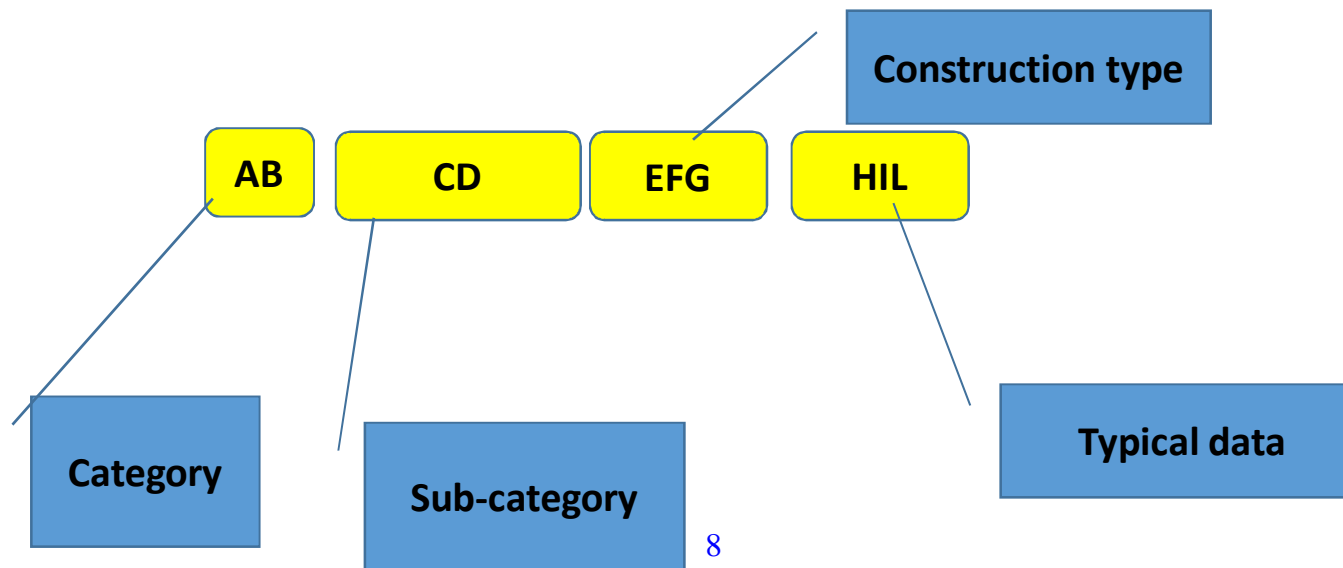 Construction type
AB
CD
EFG
HIL
Category
Sub-category
Typical data
8